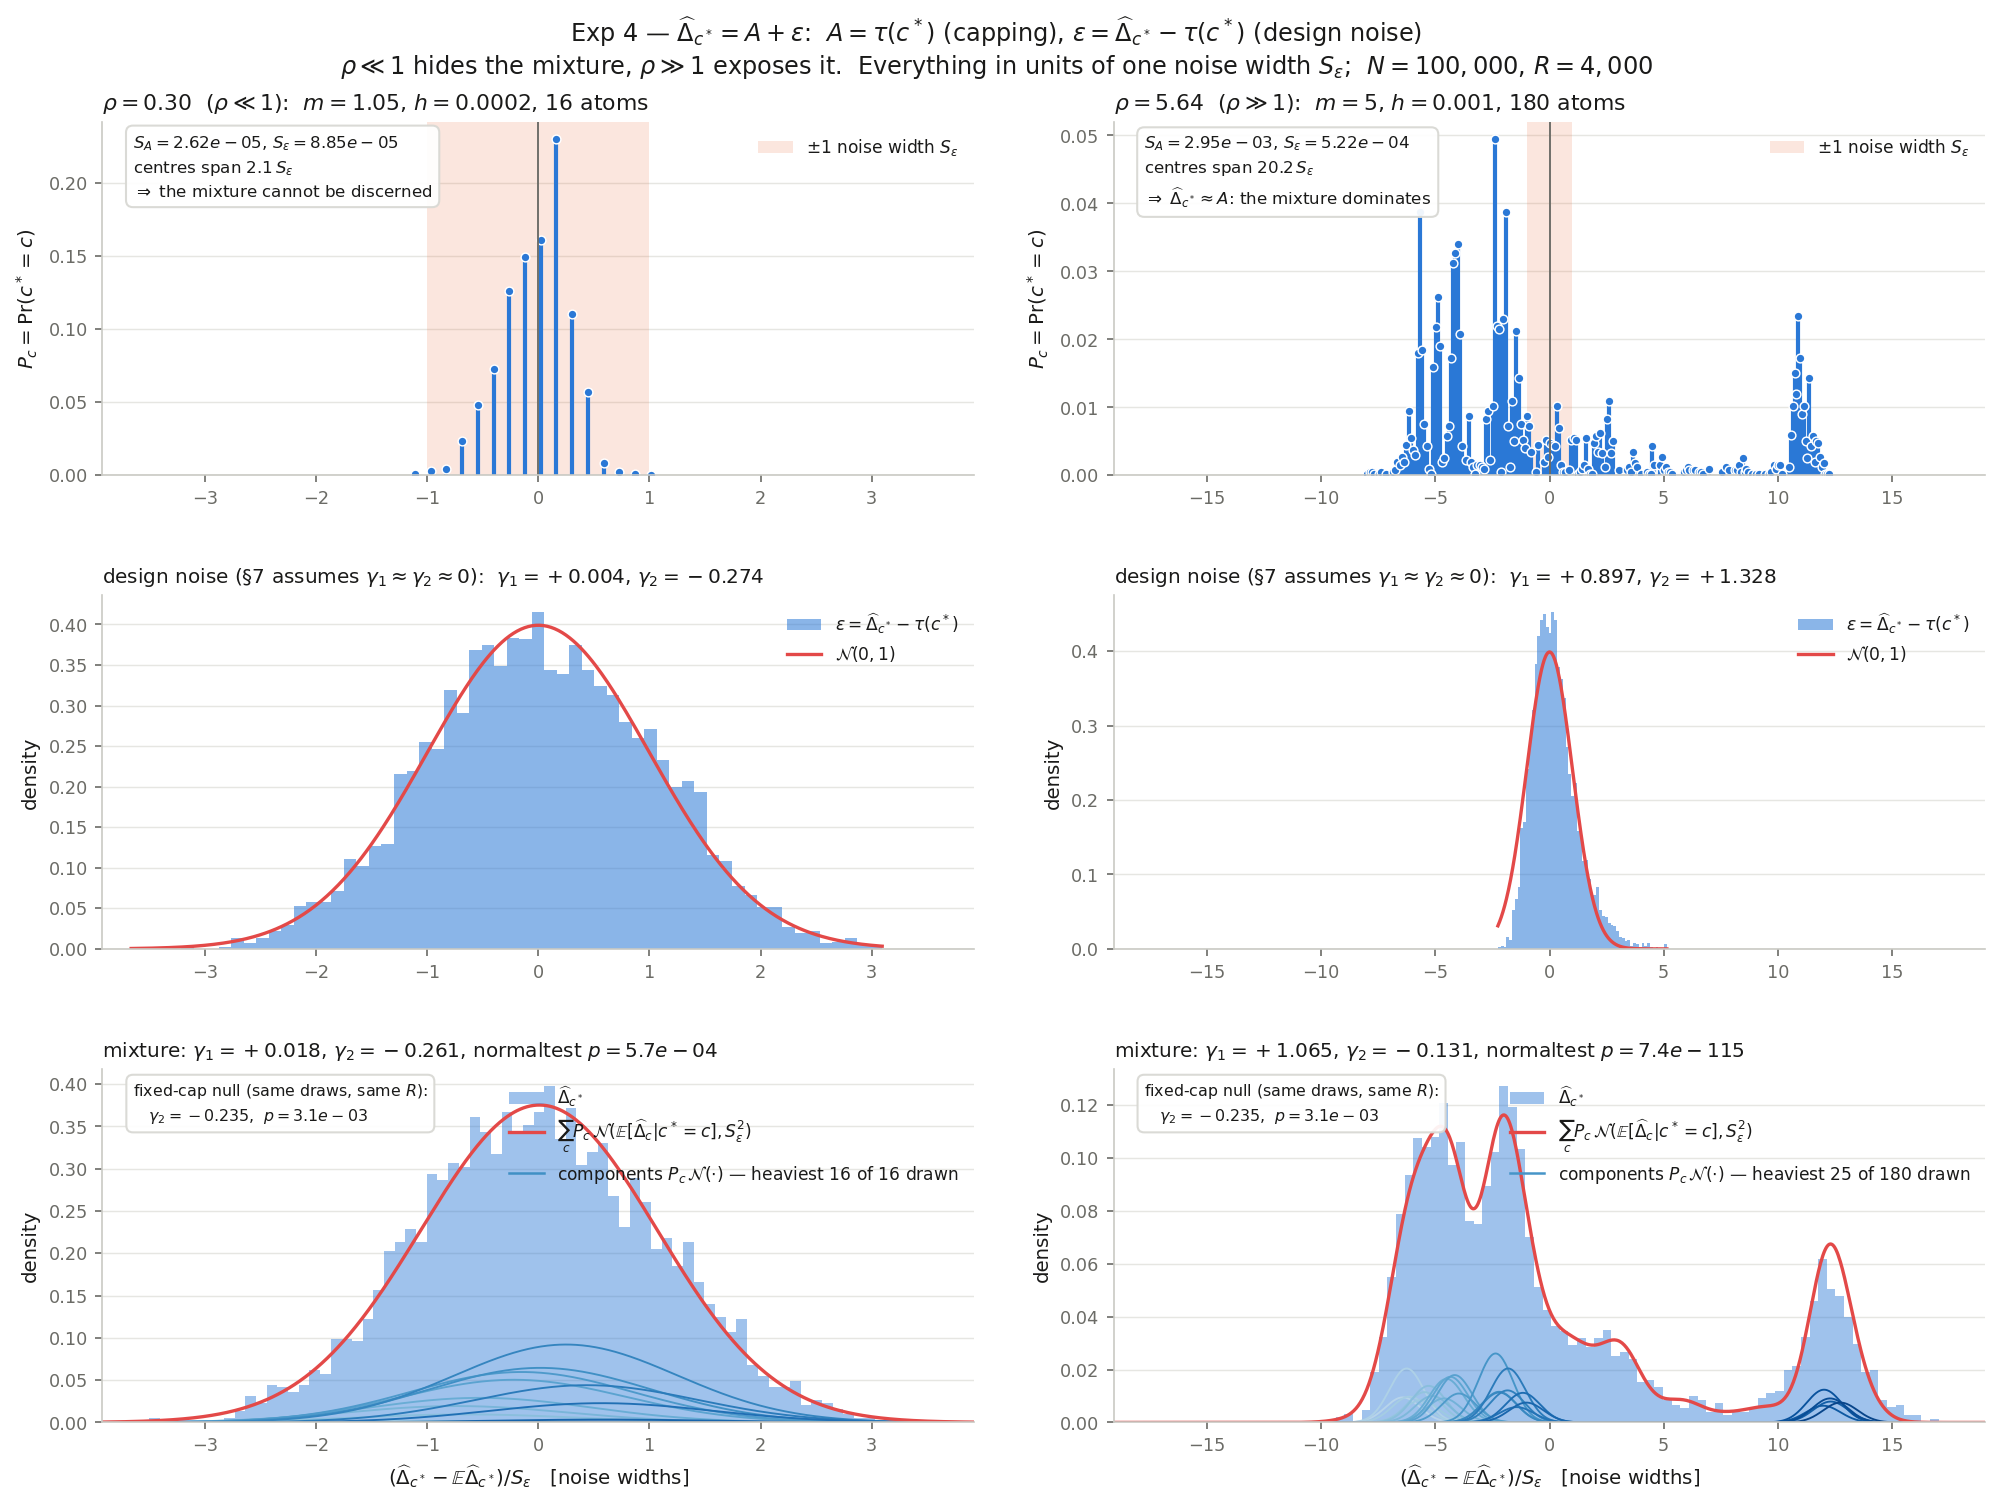 Exp 4 — Δ̂_{c*} = A + ε:  A = τ(c*) (capping), ε = Δ̂_{c*} − τ(c*) (design noise)
ρ ≪ 1 hides the mixture, ρ ≫ 1 exposes it.  Everything in units of one noise width S_ε;  N = 100,000, R = 4,000
ρ = 0.30  (ρ ≪ 1):  m = 1.05, h = 0.0002, 16 atoms
S_A = 2.62e−05, S_ε = 8.85e−05
centres span 2.1 S_ε
⇒ the mixture cannot be discerned
±1 noise width S_ε
P_c = Pr(c* = c)
0.20
0.15
0.10
0.05
0.00
−3 −2 −1 0 1 2 3
ρ = 5.64  (ρ ≫ 1):  m = 5, h = 0.001, 180 atoms
S_A = 2.95e−03, S_ε = 5.22e−04
centres span 20.2 S_ε
⇒ Δ̂_{c*} ≈ A: the mixture dominates
±1 noise width S_ε
P_c = Pr(c* = c)
0.05
0.04
0.03
0.02
0.01
0.00
−15 −10 −5 0 5 10 15
design noise (§7 assumes γ₁ ≈ γ₂ ≈ 0):  γ₁ = +0.004, γ₂ = −0.274
ε = Δ̂_{c*} − τ(c*)
𝒩(0, 1)
density
0.40
0.35
0.30
0.25
0.20
0.15
0.10
0.05
0.00
−3 −2 −1 0 1 2 3
design noise (§7 assumes γ₁ ≈ γ₂ ≈ 0):  γ₁ = +0.897, γ₂ = +1.328
ε = Δ̂_{c*} − τ(c*)
𝒩(0, 1)
density
0.4
0.3
0.2
0.1
0.0
−15 −10 −5 0 5 10 15
mixture: γ₁ = +0.018, γ₂ = −0.261, normaltest p = 5.7e−04
fixed-cap null (same draws, same R):
γ₂ = −0.235,  p = 3.1e−03
Δ̂_{c*}
∑_c P_c 𝒩(𝔼[Δ̂_c|c* = c], S_ε²)
components P_c 𝒩(·) — heaviest 16 of 16 drawn
density
0.40
0.35
0.30
0.25
0.20
0.15
0.10
0.05
0.00
−3 −2 −1 0 1 2 3
(Δ̂_{c*} − 𝔼Δ̂_{c*})/S_ε   [noise widths]
mixture: γ₁ = +1.065, γ₂ = −0.131, normaltest p = 7.4e−115
fixed-cap null (same draws, same R):
γ₂ = −0.235,  p = 3.1e−03
Δ̂_{c*}
∑_c P_c 𝒩(𝔼[Δ̂_c|c* = c], S_ε²)
components P_c 𝒩(·) — heaviest 25 of 180 drawn
density
0.12
0.10
0.08
0.06
0.04
0.02
0.00
−15 −10 −5 0 5 10 15
(Δ̂_{c*} − 𝔼Δ̂_{c*})/S_ε   [noise widths]